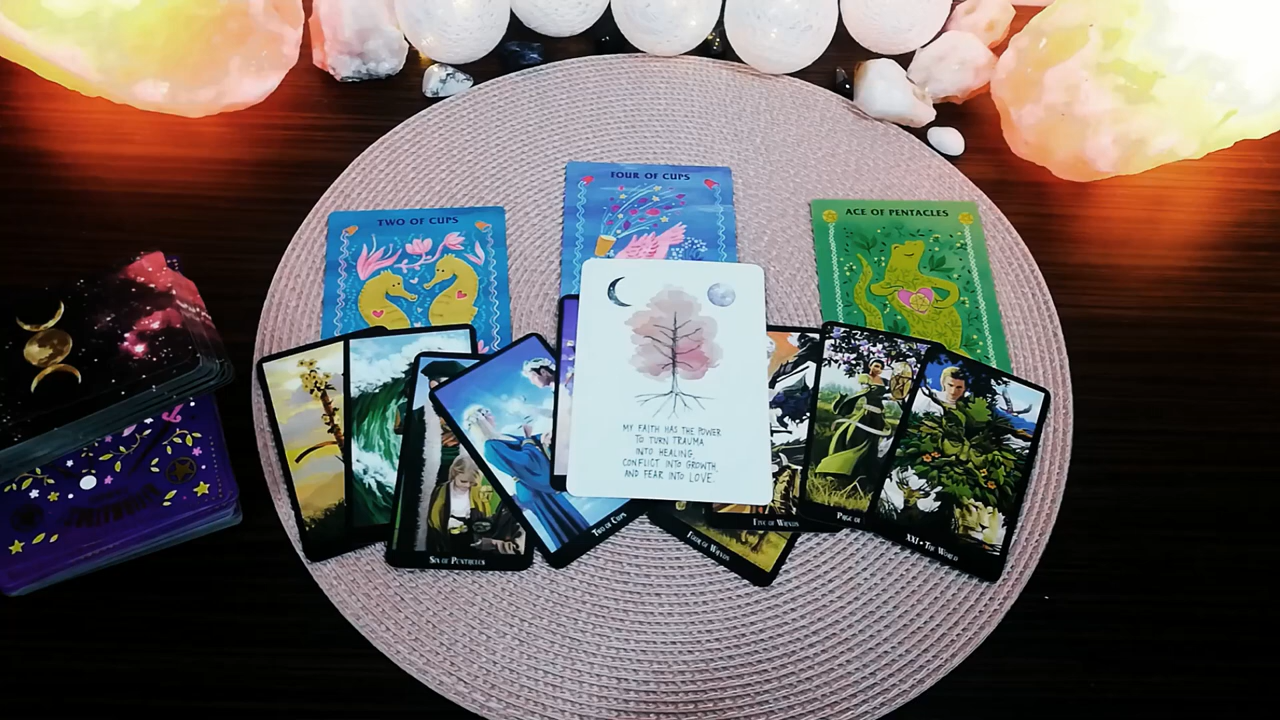 FOUR OF CUPS
TWO OF CUPS
ACE OF PENTACLES
MY FAITH HAS THE POWER
TO TURN TRAUMA
INTO HEALING,
CONFLICT INTO GROWTH,
AND FEAR INTO LOVE.
SIX OF PENTACLES
TWO OF CUPS
FOUR OF WANDS
FIVE OF WANDS
PAGE OF
XXI • THE WORLD